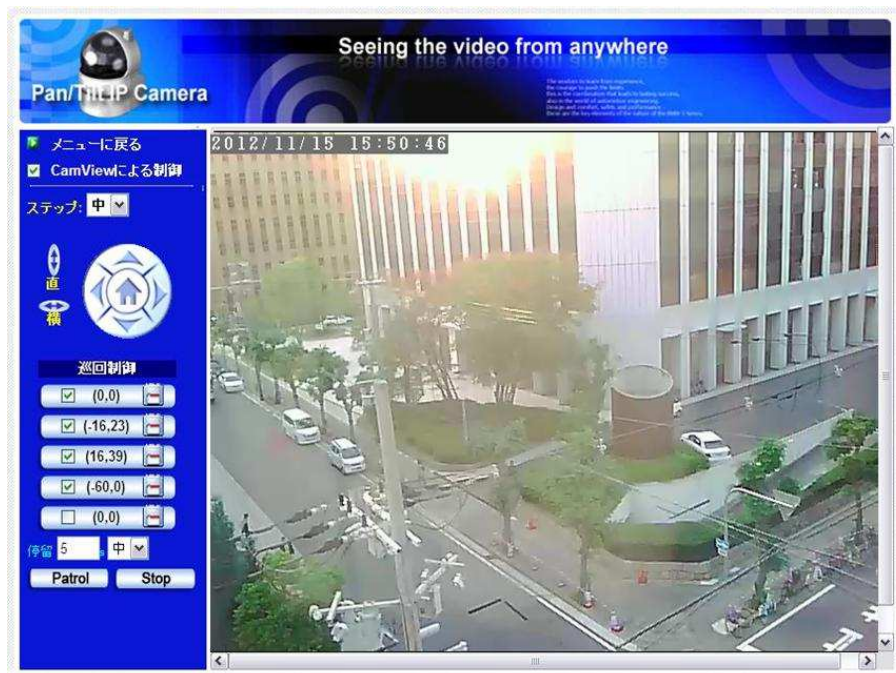 Seeing the video from anywhere
Pan/Tilt IP Camera
メニューに戻る
CamViewによる制御
2012/11/15 15:50:46
ステップ: 中
直
横
巡回制御
(0,0)
(-16,23)
(16,39)
(-60,0)
(0,0)
停留 5 s 中
Patrol Stop